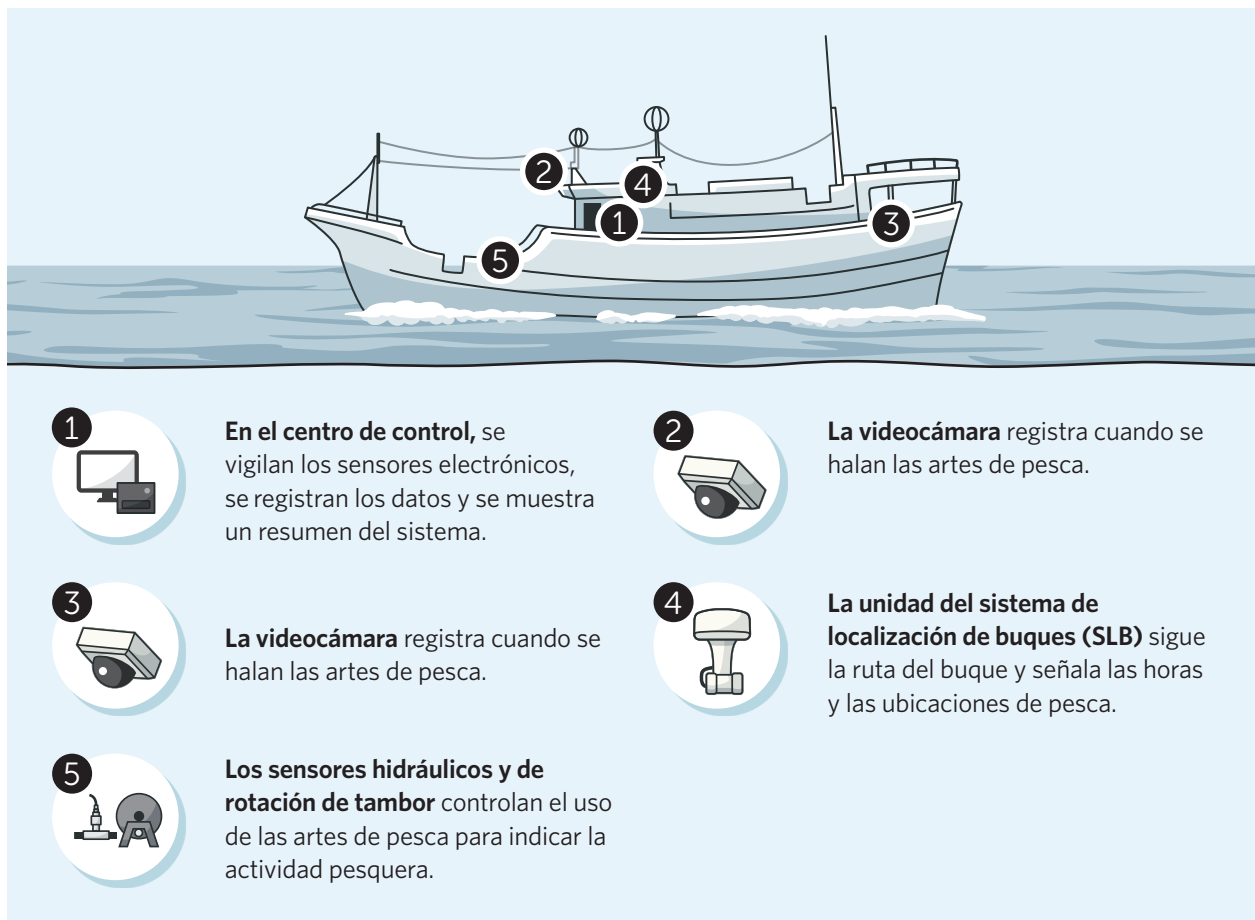 2
4
1
3
5
1
En el centro de control, se
vigilan los sensores electrónicos,
se registran los datos y se muestra
un resumen del sistema.
2
La videocámara registra cuando se
halan las artes de pesca.
3
La videocámara registra cuando se
halan las artes de pesca.
4
La unidad del sistema de
localización de buques (SLB) sigue
la ruta del buque y señala las horas
y las ubicaciones de pesca.
5
Los sensores hidráulicos y de
rotación de tambor controlan el uso
de las artes de pesca para indicar la
actividad pesquera.